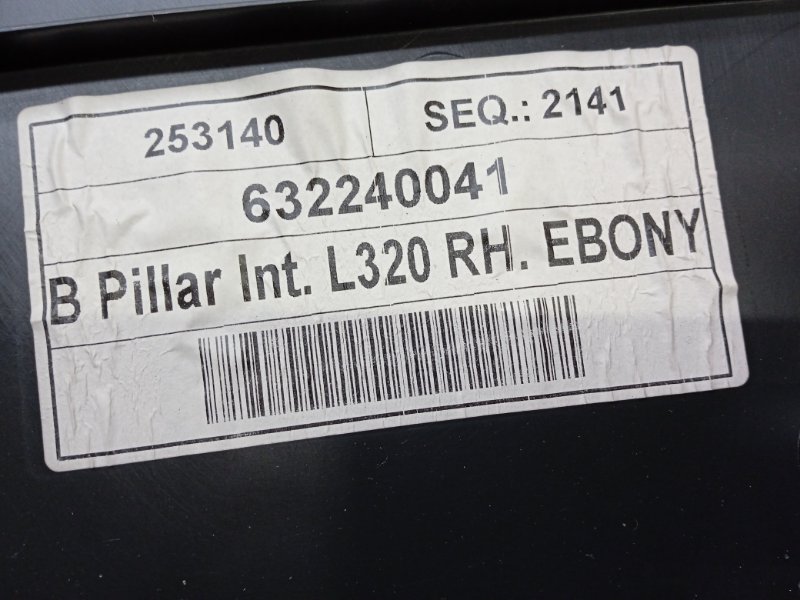 253140 SEQ.: 2141
632240041
B Pillar Int. L320 RH. EBONY